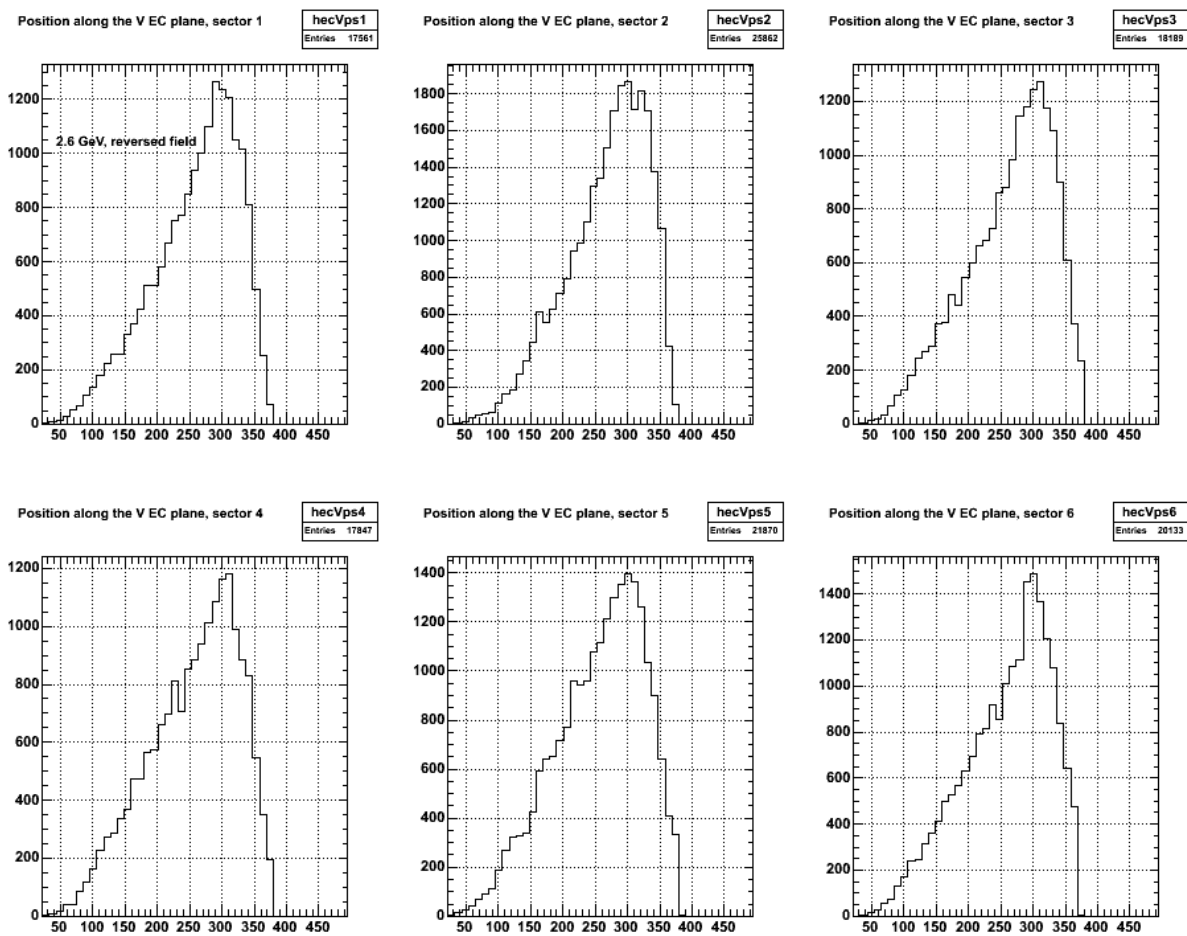 Position along the V EC plane, sector 1
hecVps1
Entries 17561
1200
1000
800
600
400
200
0
2.6 GeV, reversed field
50 100 150 200 250 300 350 400 450
Position along the V EC plane, sector 2
hecVps2
Entries 25862
1800
1600
1400
1200
1000
800
600
400
200
0
50 100 150 200 250 300 350 400 450
Position along the V EC plane, sector 3
hecVps3
Entries 18189
1200
1000
800
600
400
200
0
50 100 150 200 250 300 350 400 450
Position along the V EC plane, sector 4
hecVps4
Entries 17847
1200
1000
800
600
400
200
0
50 100 150 200 250 300 350 400 450
Position along the V EC plane, sector 5
hecVps5
Entries 21870
1400
1200
1000
800
600
400
200
0
50 100 150 200 250 300 350 400 450
Position along the V EC plane, sector 6
hecVps6
Entries 20133
1400
1200
1000
800
600
400
200
0
50 100 150 200 250 300 350 400 450